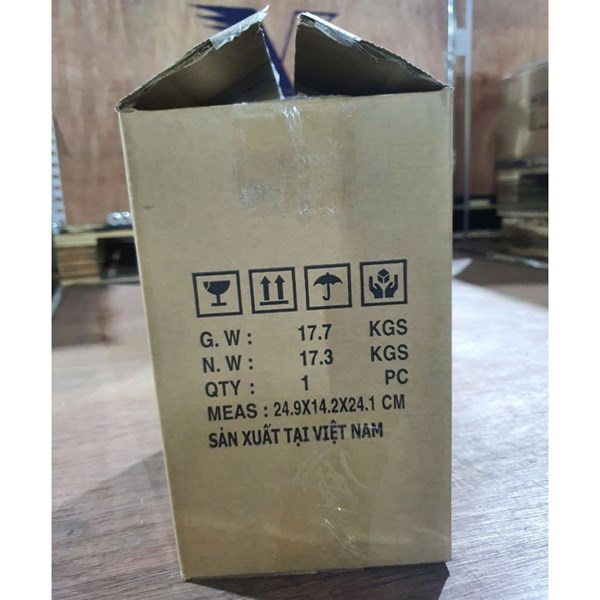 G. W : 17.7 KGS
N. W : 17.3 KGS
QTY : 1 PC
MEAS : 24.9X14.2X24.1 CM
SẢN XUẤT TẠI VIỆT NAM